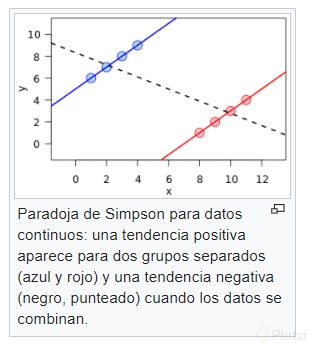 10
8
6
4
2
0
y
0 2 4 6 8 10 12
x
Paradoja de Simpson para datos
continuos: una tendencia positiva
aparece para dos grupos separados
(azul y rojo) y una tendencia negativa
(negro, punteado) cuando los datos se
combinan.
Platzi